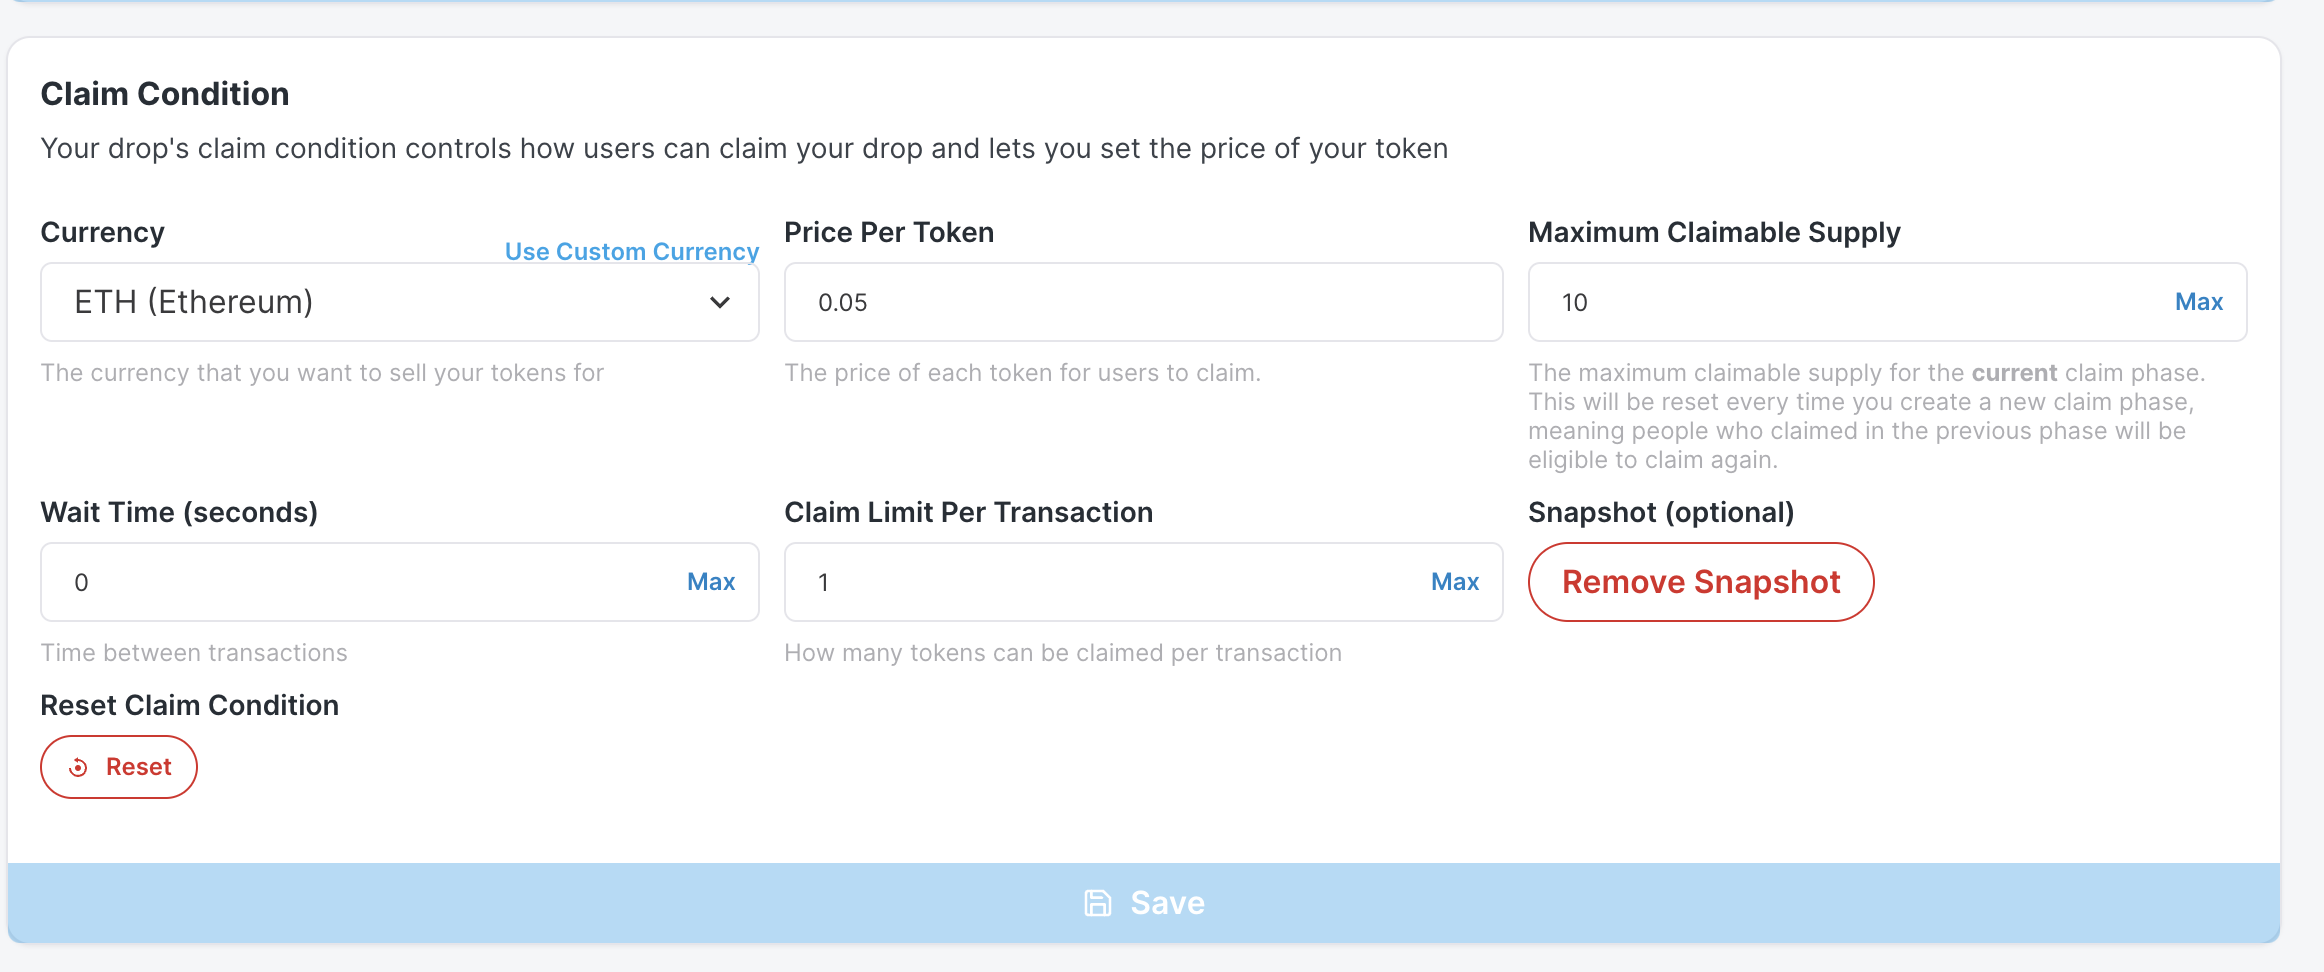 Claim Condition
Your drop's claim condition controls how users can claim your drop and lets you set the price of your token
Currency
Use Custom Currency
ETH (Ethereum)
The currency that you want to sell your tokens for
Price Per Token
0.05
The price of each token for users to claim.
Maximum Claimable Supply
10
Max
The maximum claimable supply for the current claim phase.
This will be reset every time you create a new claim phase,
meaning people who claimed in the previous phase will be
eligible to claim again.
Wait Time (seconds)
0
Max
Time between transactions
Claim Limit Per Transaction
1
Max
How many tokens can be claimed per transaction
Snapshot (optional)
Remove Snapshot
Reset Claim Condition
Reset
Save